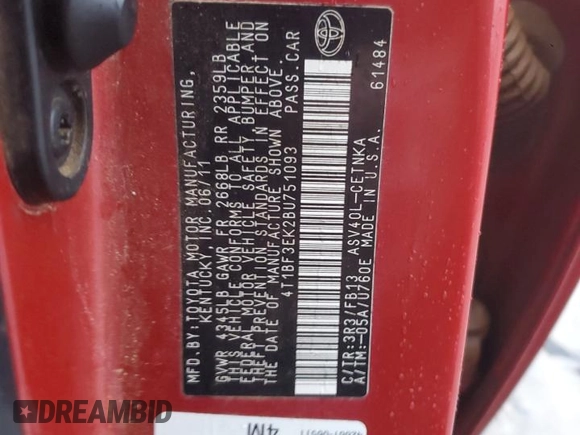 MFD.BY: TOYOTA MOTOR MANUFACTURING,
KENTUCKY, INC. 06/11
GVWR 4345LB GAWR FR 2668LB RR 2359LB
THIS VEHICLE CONFORMS TO ALL APPLICABLE
FEDERAL MOTOR VEHICLE SAFETY, BUMPER, AND
THEFT PREVENTION STANDARDS IN EFFECT ON
THE DATE OF MANUFACTURE SHOWN ABOVE.
4T1BF3EK2BU751093 PASS.CAR
C/TR:3R3/FB13 ASV40L-CETNKA
A/TM:-05A/U760E MADE IN U.S.A. 61484
TOYOTA
4M
DREAMBID